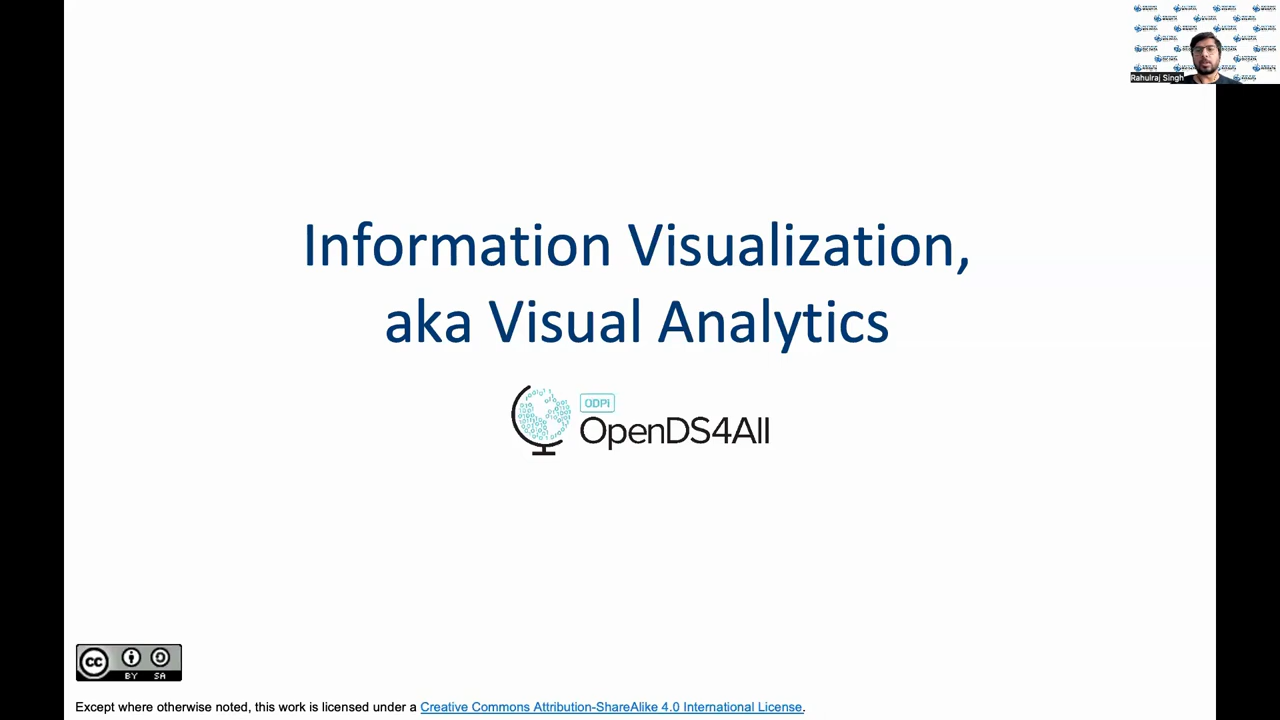 Rahulraj Singh
Information Visualization,
aka Visual Analytics
ODPi
OpenDS4All
CC BY SA
Except where otherwise noted, this work is licensed under a Creative Commons Attribution-ShareAlike 4.0 International License.